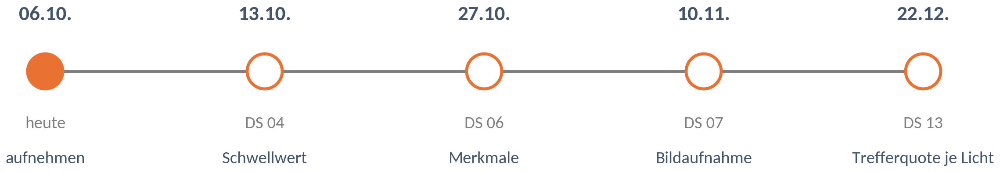 06.10. 13.10. 27.10. 10.11. 22.12.
heute DS 04 DS 06 DS 07 DS 13
aufnehmen Schwellwert Merkmale Bildaufnahme Trefferquote je Licht